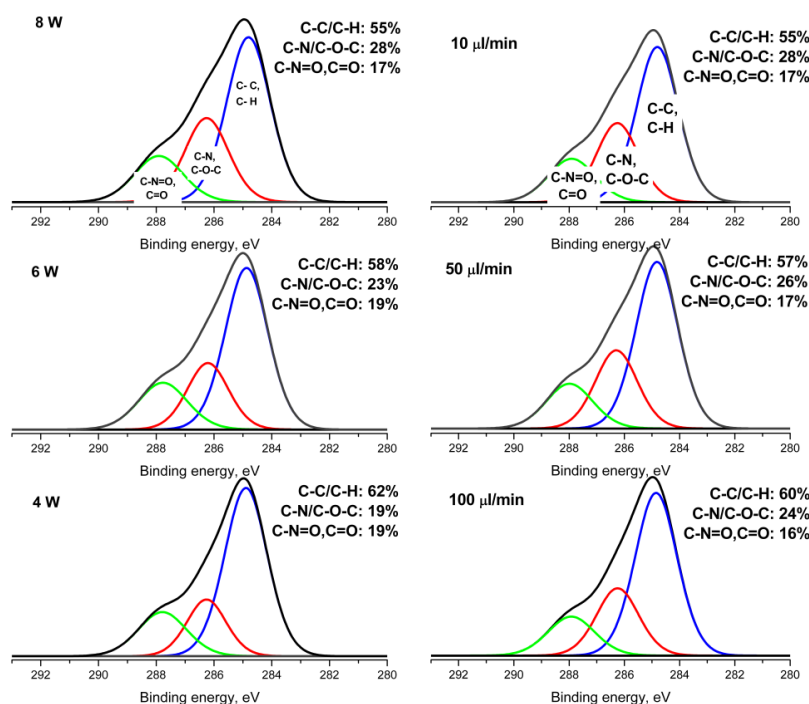 8 W
C-C/C-H: 55%
C-N/C-O-C: 28%
C-N=O,C=O: 17%
C- C,
C- H
C-N,
C-O-C
C-N=O,
C=O
292 290 288 286 284 282 280
Binding energy, eV
10 µl/min
C-C/C-H: 55%
C-N/C-O-C: 28%
C-N=O,C=O: 17%
C-C,
C-H
C-N,
C-O-C
C-N=O,
C=O
292 290 288 286 284 282 280
Binding energy, eV
6 W
C-C/C-H: 58%
C-N/C-O-C: 23%
C-N=O,C=O: 19%
292 290 288 286 284 282 280
Binding energy, eV
50 µl/min
C-C/C-H: 57%
C-N/C-O-C: 26%
C-N=O,C=O: 17%
292 290 288 286 284 282 280
Binding energy, eV
4 W
C-C/C-H: 62%
C-N/C-O-C: 19%
C-N=O,C=O: 19%
292 290 288 286 284 282 280
Binding energy, eV
100 µl/min
C-C/C-H: 60%
C-N/C-O-C: 24%
C-N=O,C=O: 16%
292 290 288 286 284 282 280
Binding energy, eV